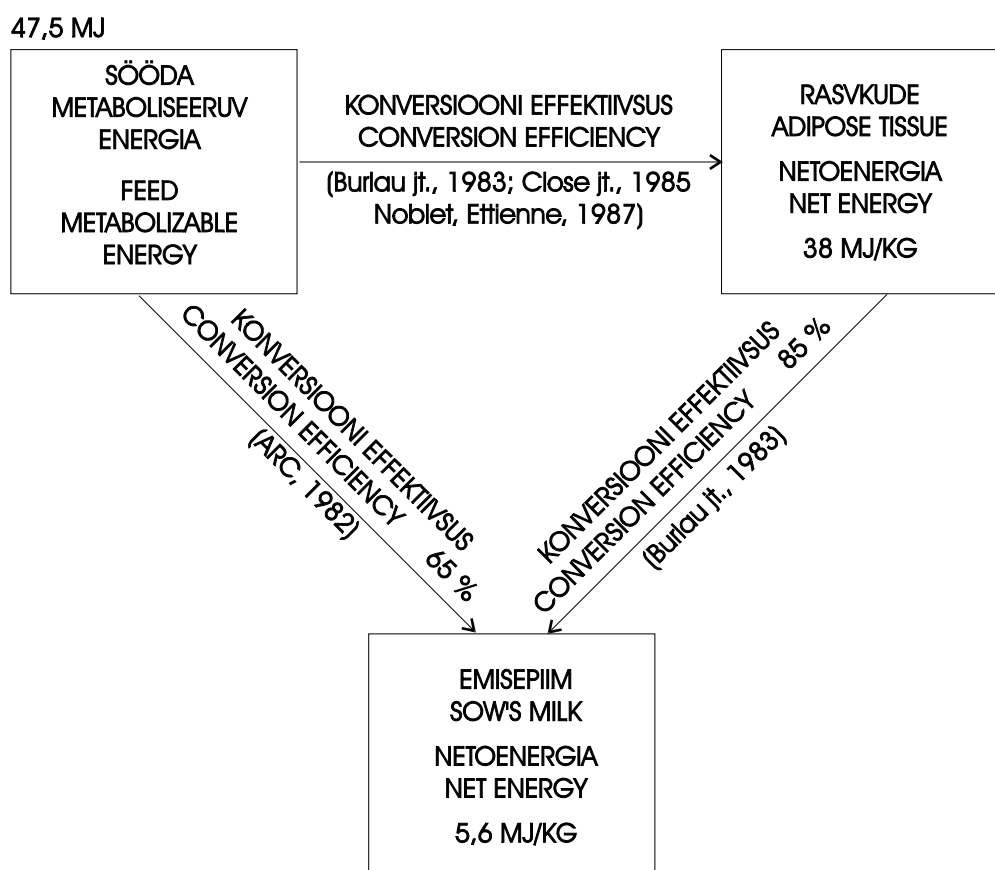 47,5 MJ
SÖÖDA
METABOLISEERUV
ENERGIA
FEED
METABOLIZABLE
ENERGY
KONVERSIOONI EFFEKTIIVSUS
CONVERSION EFFICIENCY
(Burlau jt., 1983; Close jt., 1985
Noblet, Ettienne, 1987)
RASVKUDE
ADIPOSE TISSUE
NETOENERGIA
NET ENERGY
38 MJ/KG
KONVERSIOONI EFFEKTIIVSUS
CONVERSION EFFICIENCY 65 %
(ARC, 1982)
KONVERSIOONI EFFEKTIIVSUS
CONVERSION EFFICIENCY 85 %
(Burlau jt., 1983)
EMISEPIIM
SOW'S MILK
NETOENERGIA
NET ENERGY
5,6 MJ/KG